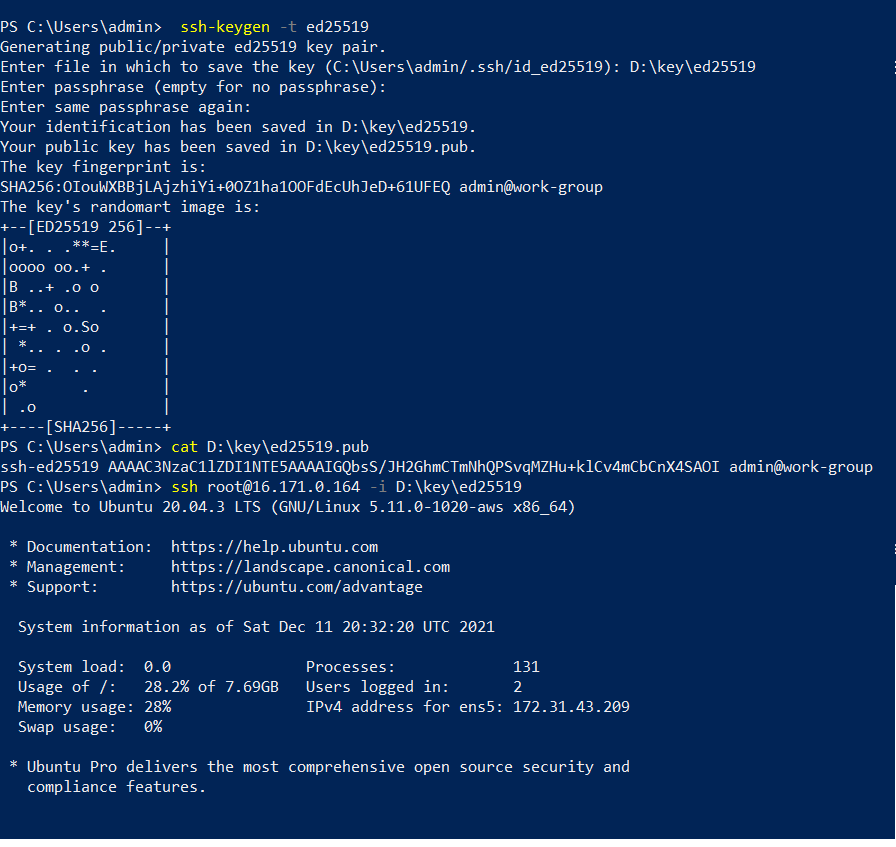 PS C:\Users\admin>  ssh-keygen -t ed25519
Generating public/private ed25519 key pair.
Enter file in which to save the key (C:\Users\admin/.ssh/id_ed25519): D:\key\ed25519
Enter passphrase (empty for no passphrase):
Enter same passphrase again:
Your identification has been saved in D:\key\ed25519.
Your public key has been saved in D:\key\ed25519.pub.
The key fingerprint is:
SHA256:OIouWXBBjLAjzhiYi+0OZ1ha1OOFdEcUhJeD+61UFEQ admin@work-group
The key's randomart image is:
+--[ED25519 256]--+
|o+. . .**=E.     |
|oooo oo.+ .      |
|B ..+ .o o       |
|B*.. o..  .      |
|+=+ . o.So       |
| *.. . .o .      |
|+o= .  . .       |
|o*      .        |
| .o              |
+----[SHA256]-----+
PS C:\Users\admin> cat D:\key\ed25519.pub
ssh-ed25519 AAAAC3NzaC1lZDI1NTE5AAAAIGQbsS/JH2GhmCTmNhQPSvqMZHu+klCv4mCbCnX4SAOI admin@work-group
PS C:\Users\admin> ssh root@16.171.0.164 -i D:\key\ed25519
Welcome to Ubuntu 20.04.3 LTS (GNU/Linux 5.11.0-1020-aws x86_64)

 * Documentation:  https://help.ubuntu.com
 * Management:     https://landscape.canonical.com
 * Support:        https://ubuntu.com/advantage

  System information as of Sat Dec 11 20:32:20 UTC 2021

  System load:  0.0               Processes:             131
  Usage of /:   28.2% of 7.69GB   Users logged in:       2
  Memory usage: 28%               IPv4 address for ens5: 172.31.43.209
  Swap usage:   0%

 * Ubuntu Pro delivers the most comprehensive open source security and
   compliance features.